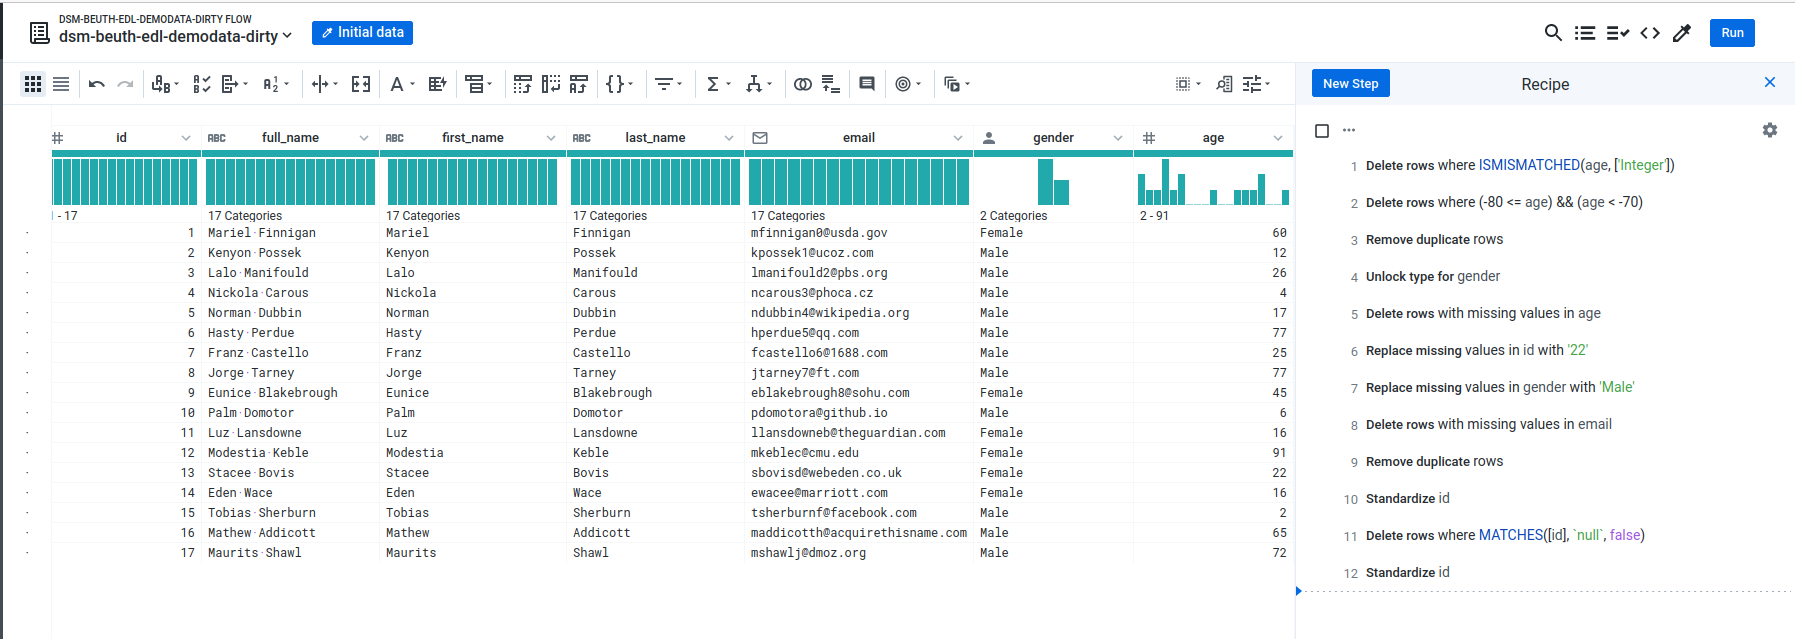 DSM-BEUTH-EDL-DEMODATA-DIRTY FLOW
dsm-beuth-edl-demodata-dirty
Initial data
Run
New Step
Recipe
# id ABC full_name ABC first_name ABC last_name email gender # age
- 17 17 Categories 17 Categories 17 Categories 17 Categories 2 Categories 2 - 91
1 Mariel·Finnigan Mariel Finnigan mfinnigan0@usda.gov Female 60
2 Kenyon·Possek Kenyon Possek kpossek1@ucoz.com Male 12
3 Lalo·Manifould Lalo Manifould lmanifould2@pbs.org Male 26
4 Nickola·Carous Nickola Carous ncarous3@phoca.cz Male 4
5 Norman·Dubbin Norman Dubbin ndubbin4@wikipedia.org Male 17
6 Hasty·Perdue Hasty Perdue hperdue5@qq.com Male 77
7 Franz·Castello Franz Castello fcastello6@1688.com Male 25
8 Jorge·Tarney Jorge Tarney jtarney7@ft.com Male 77
9 Eunice·Blakebrough Eunice Blakebrough eblakebrough8@sohu.com Female 45
10 Palm·Domotor Palm Domotor pdomotora@github.io Male 6
11 Luz·Lansdowne Luz Lansdowne llansdowneb@theguardian.com Female 16
12 Modestia·Keble Modestia Keble mkeblec@cmu.edu Female 91
13 Stacee·Bovis Stacee Bovis sbovisd@webeden.co.uk Female 22
14 Eden·Wace Eden Wace ewacee@marriott.com Female 16
15 Tobias·Sherburn Tobias Sherburn tsherburnf@facebook.com Male 2
16 Mathew·Addicott Mathew Addicott maddicotth@acquirethisname.com Male 65
17 Maurits·Shawl Maurits Shawl mshawlj@dmoz.org Male 72
1 Delete rows where ISMISMATCHED(age, ['Integer'])
2 Delete rows where (-80 <= age) && (age < -70)
3 Remove duplicate rows
4 Unlock type for gender
5 Delete rows with missing values in age
6 Replace missing values in id with '22'
7 Replace missing values in gender with 'Male'
8 Delete rows with missing values in email
9 Remove duplicate rows
10 Standardize id
11 Delete rows where MATCHES([id], `null`, false)
12 Standardize id